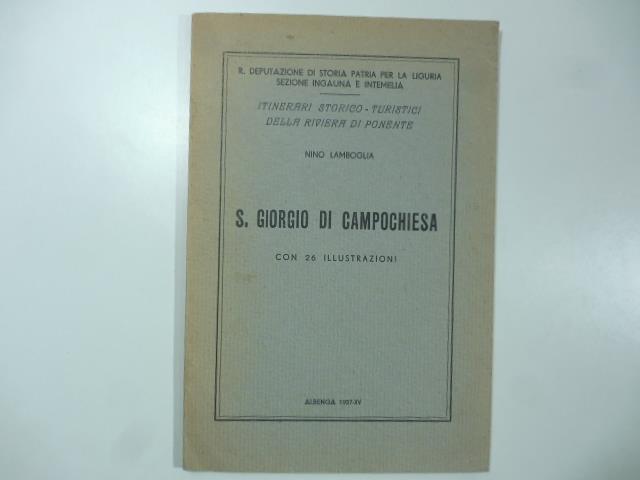 R. DEPUTAZIONE DI STORIA PATRIA PER LA LIGURIA
SEZIONE INGAUNA E INTEMELIA
ITINERARI STORICO - TURISTICI
DELLA RIVIERA DI PONENTE
NINO LAMBOGLIA
S. GIORGIO DI CAMPOCHIESA
CON 26 ILLUSTRAZIONI
ALBENGA 1937-XV